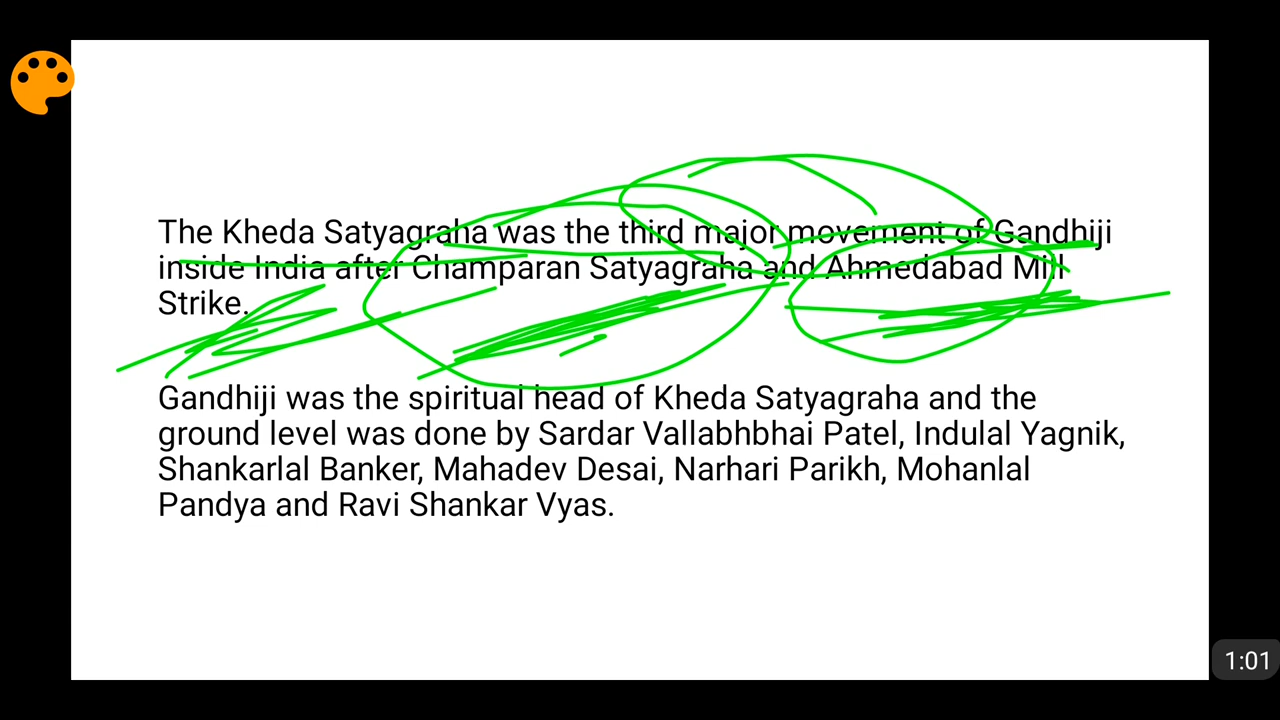 The Kheda Satyagraha was the third major movement of Gandhiji
inside India after Champaran Satyagraha and Ahmedabad Mill
Strike.
Gandhiji was the spiritual head of Kheda Satyagraha and the
ground level was done by Sardar Vallabhbhai Patel, Indulal Yagnik,
Shankarlal Banker, Mahadev Desai, Narhari Parikh, Mohanlal
Pandya and Ravi Shankar Vyas.
1:01